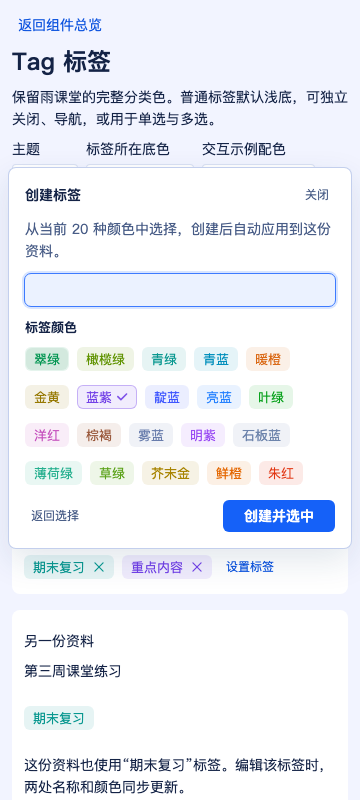 返回组件总览
Tag 标签
保留雨课堂的完整分类色。普通标签默认浅底，可独立
关闭、导航，或用于单选与多选。
主题 标签所在底色 交互示例配色
创建标签 关闭
从当前 20 种颜色中选择，创建后自动应用到这份
资料。
标签颜色
翠绿 橄榄绿 青绿 青蓝 暖橙
金黄 蓝紫 靛蓝 亮蓝 叶绿
洋红 棕褐 雾蓝 明紫 石板蓝
薄荷绿 草绿 芥末金 鲜橙 朱红
返回选择 创建并选中
期末复习 重点内容 设置标签
另一份资料
第三周课堂练习
期末复习
这份资料也使用“期末复习”标签。编辑该标签时，
两处名称和颜色同步更新。